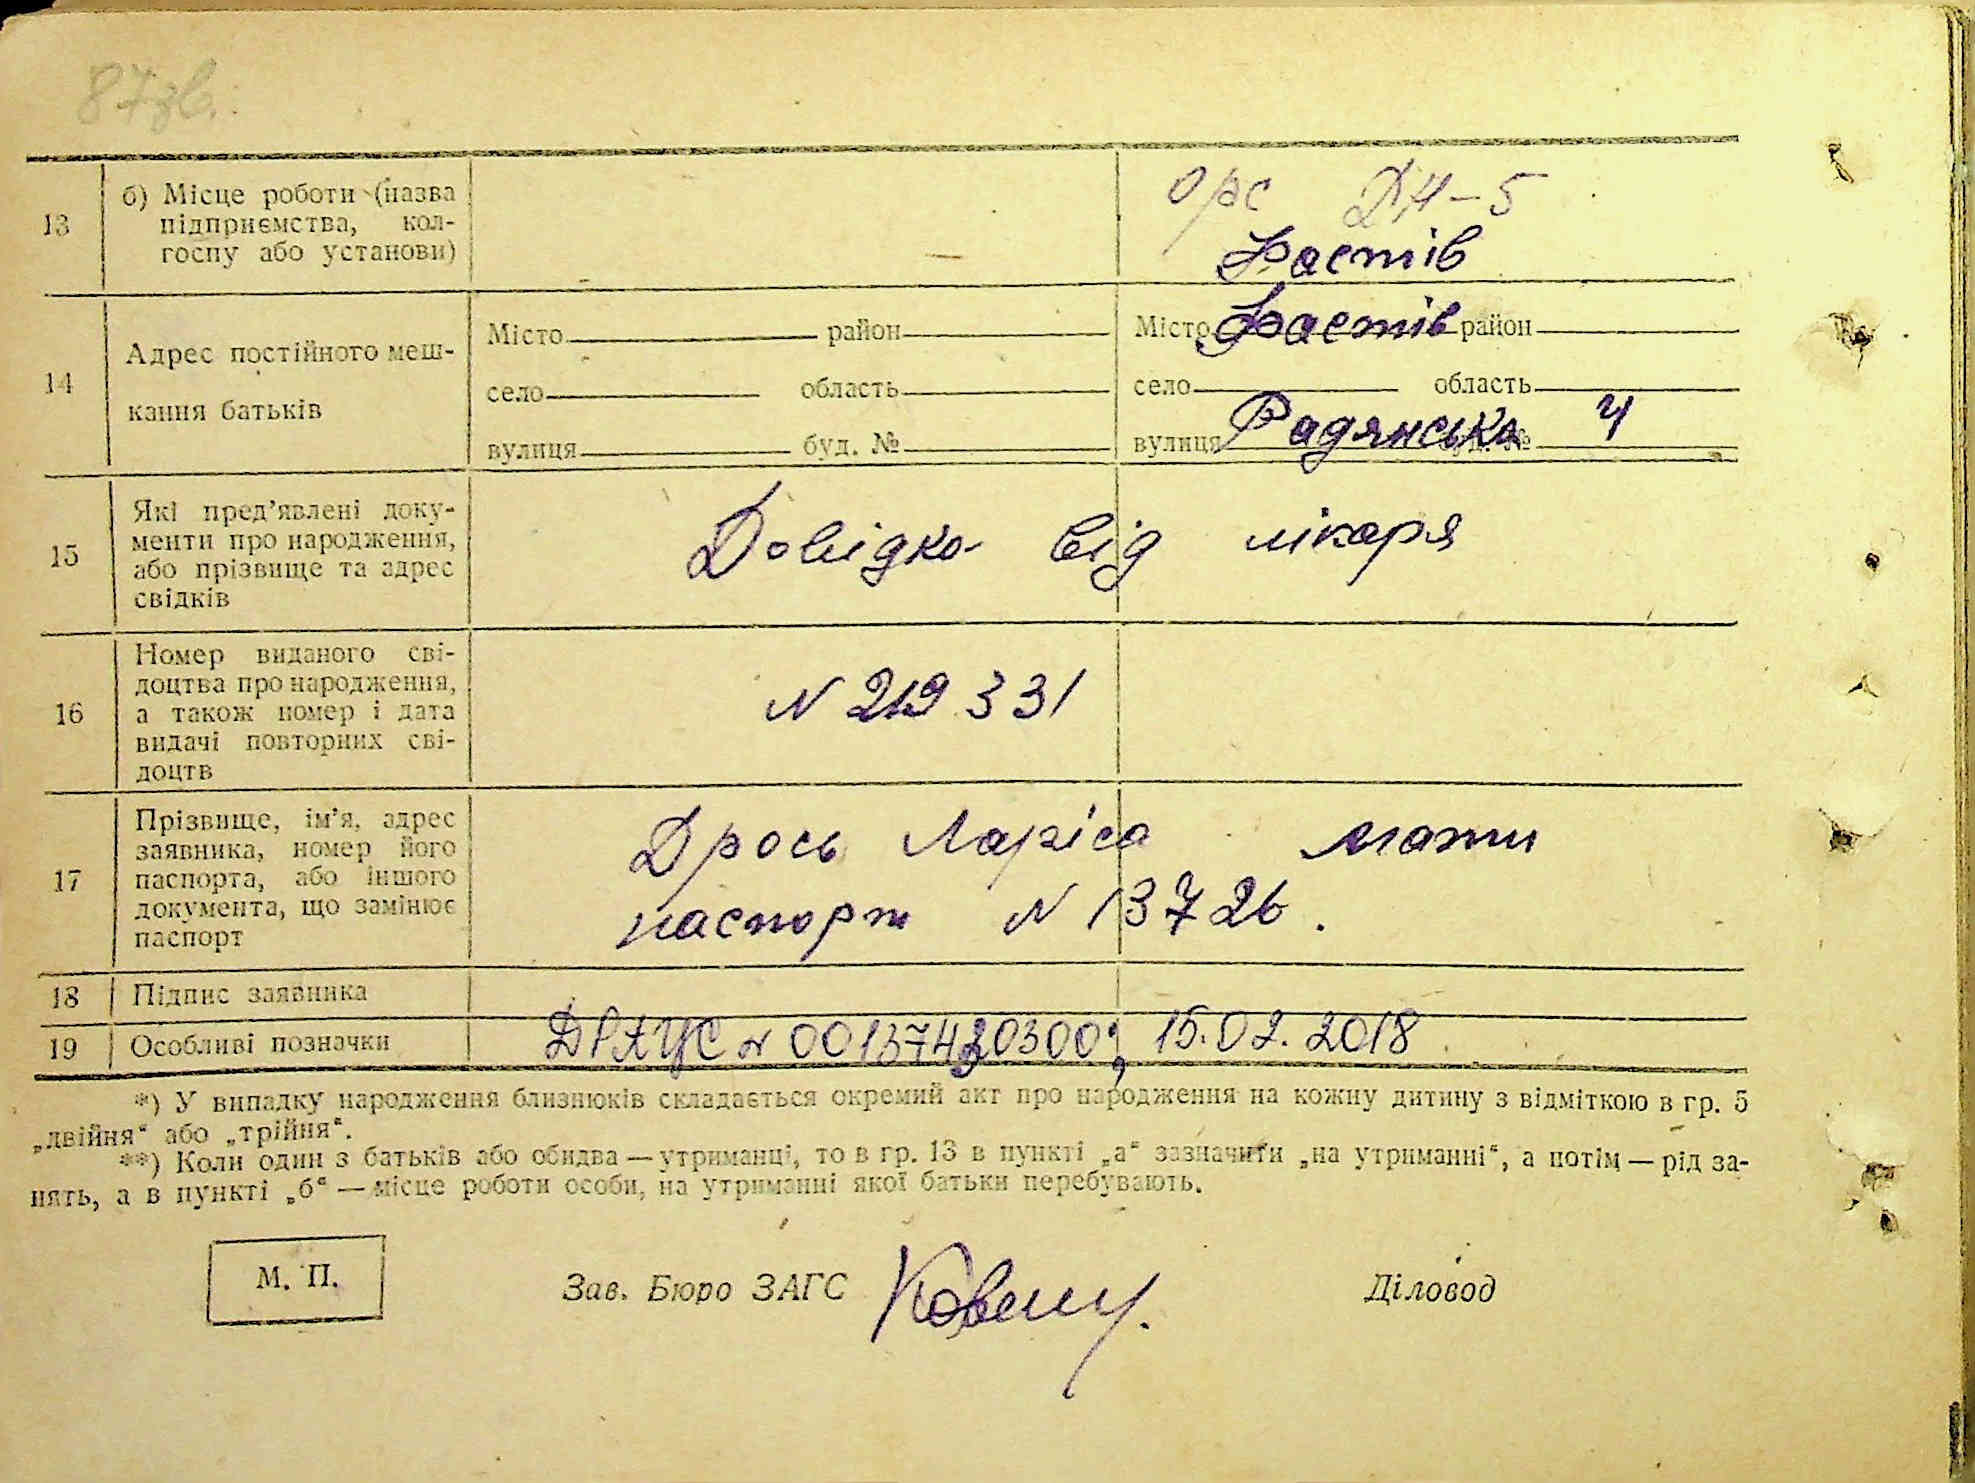 87зв.
13
б) Місце роботи (назва
підприємства, кол-
госпу або установи)
Орс ДН-5
Фастів
14
Адрес постійного меш-
кання батьків
Місто район
село область
вулиця буд. №
Місто Фастів район
село область
вулиця Радянська буд. № 4
15
Які пред'явлені доку-
менти про народження,
або прізвище та адрес
свідків
Довідка від лікаря
16
Номер виданого сві-
доцтва про народження,
а також номер і дата
видачі повторних сві-
доцтв
N 219331
17
Прізвище, ім'я, адрес
заявника, номер його
паспорта, або іншого
документа, що замінює
паспорт
Дрось Ларіса мати
паспорт N 13726.
18
Підпис заявника
19
Особливі позначки
ДРАЦС N 00137420300; 15.02.2018
*) У випадку народження близнюків складається окремий акт про народження на кожну дитину з відміткою в гр. 5
„двійня“ або „трійня“.
**) Коли один з батьків або обидва — утриманці, то в гр. 13 в пункті „а“ зазначити „на утриманні“, а потім — рід за-
нять, а в пункті „б“ — місце роботи особи, на утриманні якої батьки перебувають.
М. П.
Зав. Бюро ЗАГС
Діловод